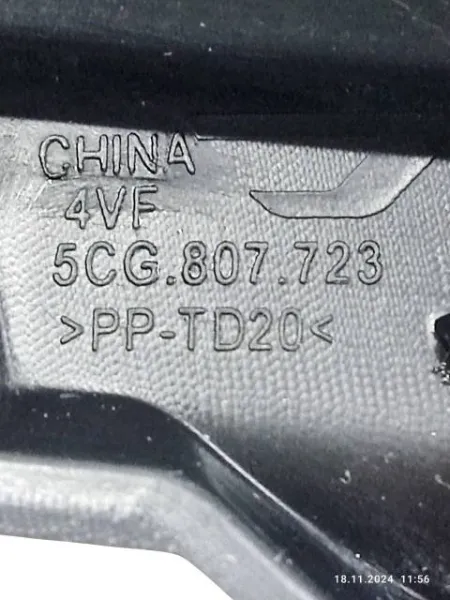 CHINA
4VF
5CG.807.723
>PP-TD20<
18.11.2024 11:56